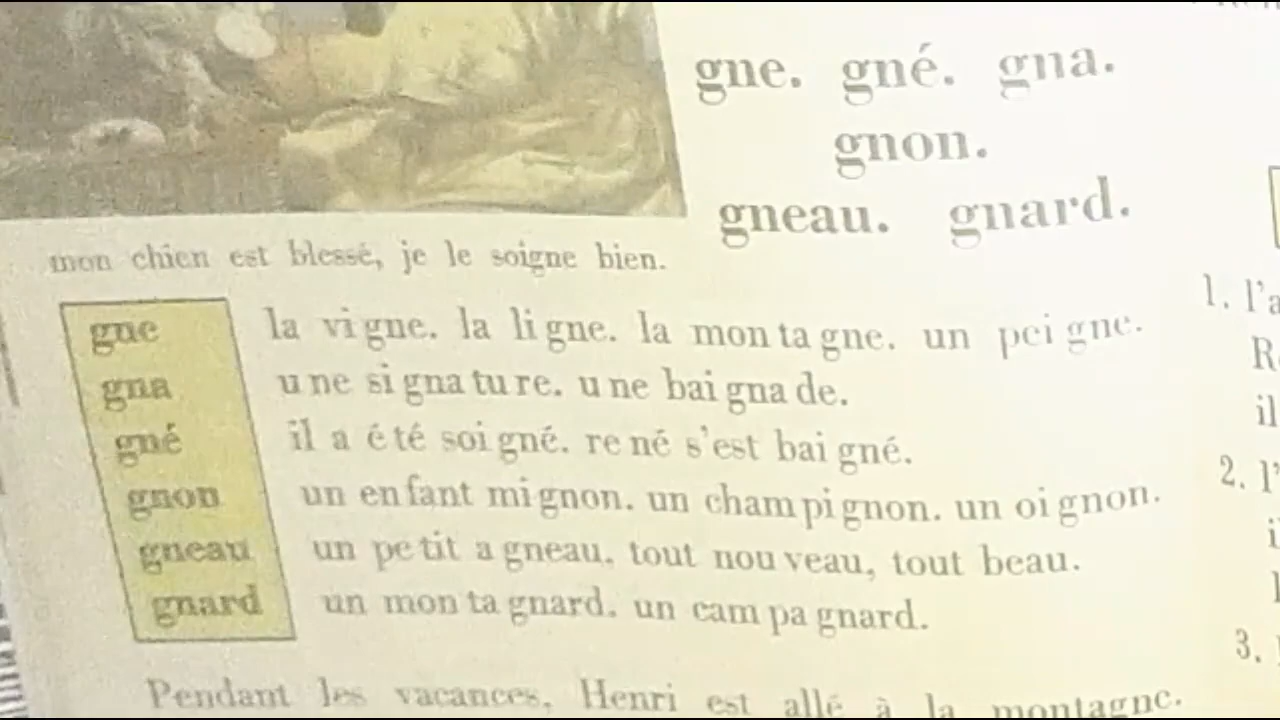 gne. gné. gna.
gnon.
gneau. gnard.
mon chien est blessé, je le soigne bien.
gne la vi gne. la li gne. la mon ta gne. un pei gne.
gna u ne si gna tu re. u ne bai gna de.
gné il a é té soi gné. re né s'est bai gné.
gnon un en fant mi gnon. un cham pi gnon. un oi gnon.
gneau un pe tit a gneau, tout nou veau, tout beau.
gnard un mon ta gnard. un cam pa gnard.
Pendant les vacances, Henri est allé à la montagne.
1. l'a
il
2. l'
3.